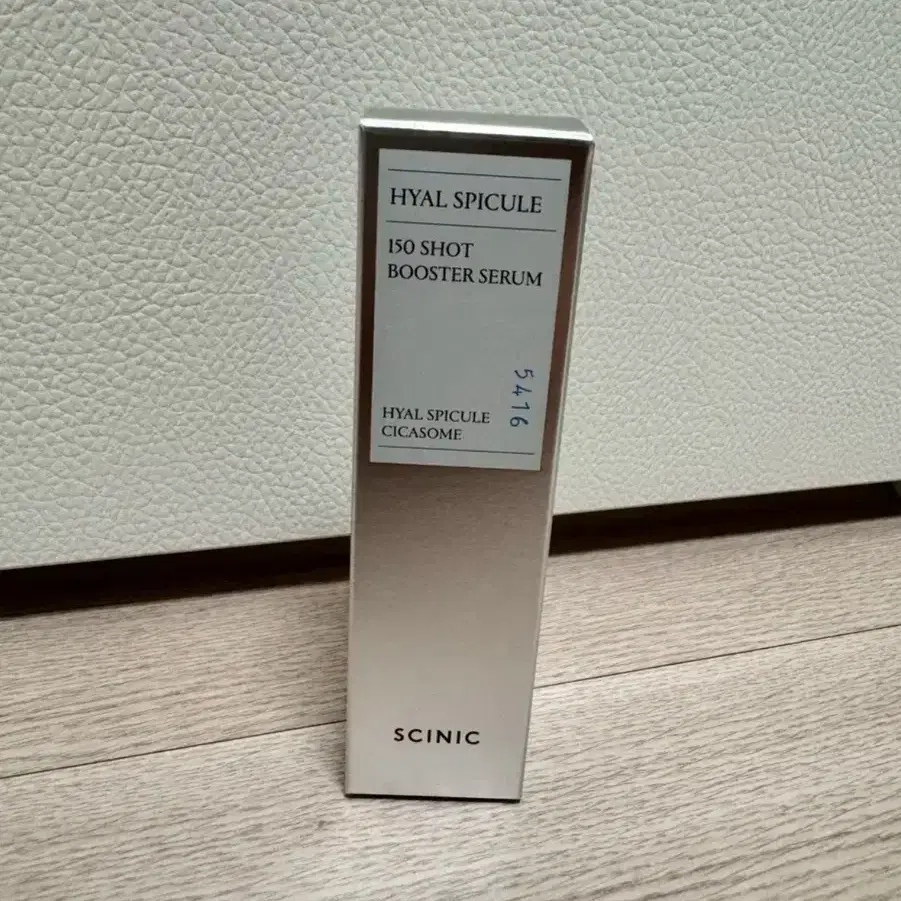 HYAL SPICULE
150 SHOT
BOOSTER SERUM
5416
HYAL SPICULE
CICASOME
SCINIC